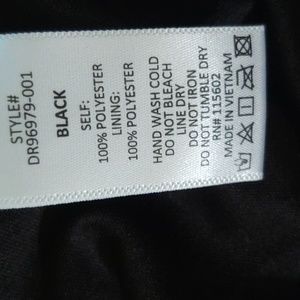 STYLE#
DR96979-001
BLACK
SELF:
100% POLYESTER
LINING:
100% POLYESTER
HAND WASH COLD
DO NOT BLEACH
LINE DRY
DO NOT IRON
DO NOT TUMBLE DRY
RN# 115602
MADE IN VIETNAM